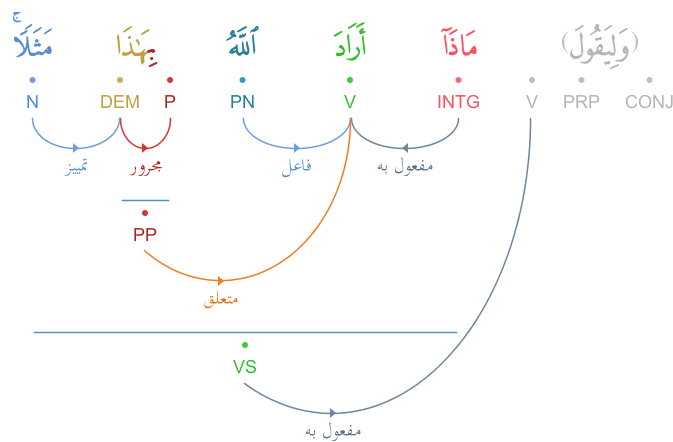 (وَلِيَقُولَ) مَاذَآ أَرَادَ ٱللَّهُ بِهَـٰذَا مَثَلًا ۚ
CONJ PRP V INTG V PN P DEM N
مفعول به فاعل مجرور تمييز
PP
متعلق
VS
مفعول به